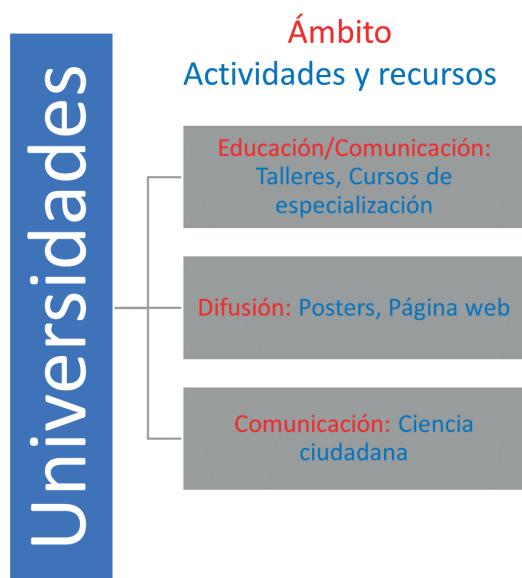 Universidades
Ámbito
Actividades y recursos
Educación/Comunicación:
Talleres, Cursos de
especialización
Difusión: Posters, Página web
Comunicación: Ciencia
ciudadana